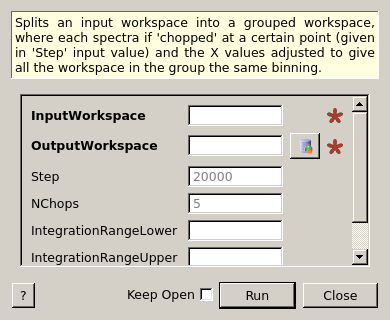 Splits an input workspace into a grouped workspace,
where each spectra if 'chopped' at a certain point (given
in 'Step' input value) and the X values adjusted to give
all the workspace in the group the same binning.
InputWorkspace
*
OutputWorkspace
*
Step 20000
NChops 5
IntegrationRangeLower
IntegrationRangeUpper
? Keep Open Run Close